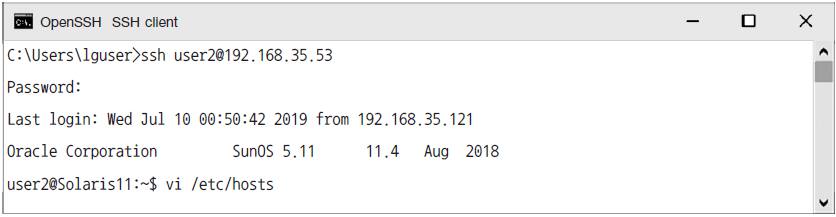 OpenSSH SSH client
C:\Users\lguser>ssh user2@192.168.35.53
Password:
Last login: Wed Jul 10 00:50:42 2019 from 192.168.35.121
Oracle Corporation SunOS 5.11 11.4 Aug 2018
user2@Solaris11:~$ vi /etc/hosts